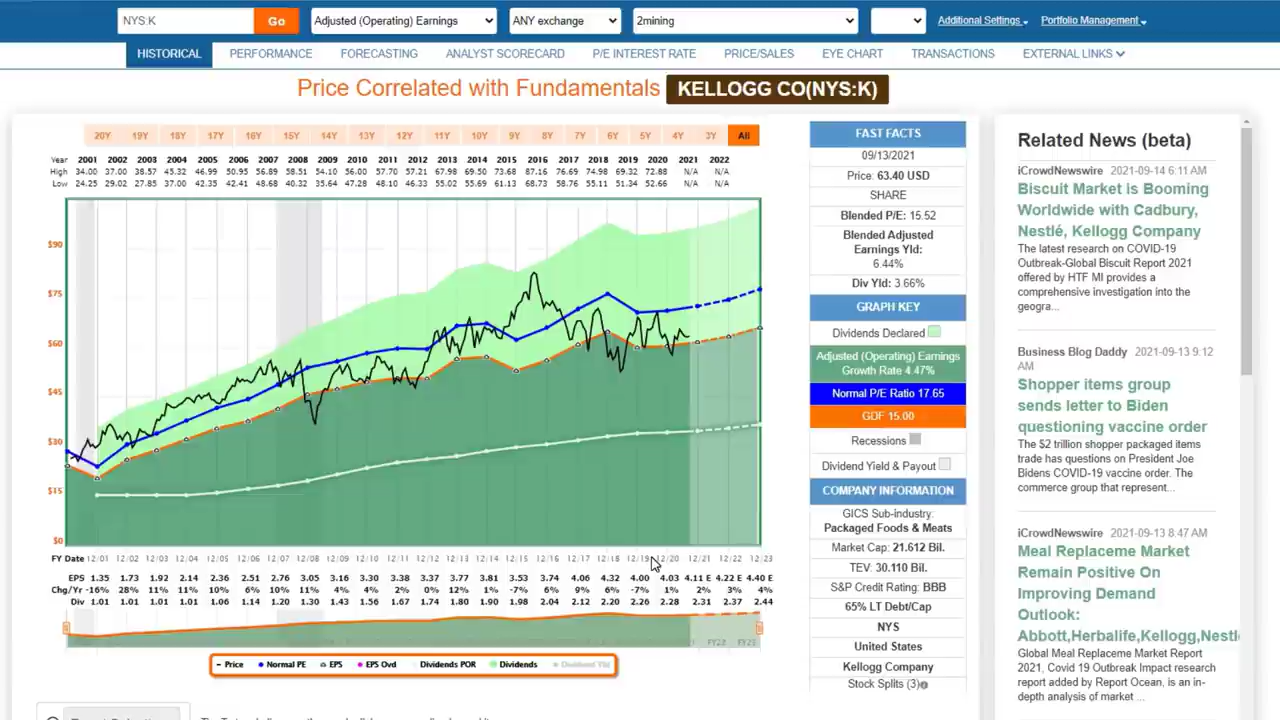 NYS:K Go Adjusted (Operating) Earnings ANY exchange 2mining Additional Settings Portfolio Management
HISTORICAL PERFORMANCE FORECASTING ANALYST SCORECARD P/E INTEREST RATE PRICE/SALES EYE CHART TRANSACTIONS EXTERNAL LINKS
Price Correlated with Fundamentals KELLOGG CO(NYS:K)
20Y 19Y 18Y 17Y 16Y 15Y 14Y 13Y 12Y 11Y 10Y 9Y 8Y 7Y 6Y 5Y 4Y 3Y All
Year 2001 2002 2003 2004 2005 2006 2007 2008 2009 2010 2011 2012 2013 2014 2015 2016 2017 2018 2019 2020 2021 2022
High 34.00 37.00 38.57 45.32 46.99 50.95 56.89 58.51 54.10 56.00 57.70 57.21 67.98 69.50 73.68 87.16 76.69 74.98 69.32 72.88 N/A N/A
Low 24.25 29.02 27.85 37.00 42.35 42.41 48.68 40.32 35.64 47.28 48.10 46.33 55.02 55.69 61.13 68.73 58.76 55.11 51.34 52.66 N/A N/A
$90
$75
$60
$45
$30
$15
$0
FY Date 12/01 12/02 12/03 12/04 12/05 12/06 12/07 12/08 12/09 12/10 12/11 12/12 12/13 12/14 12/15 12/16 12/17 12/18 12/19 12/20 12/21 12/22 12/23
EPS 1.35 1.73 1.92 2.14 2.36 2.51 2.76 3.05 3.16 3.30 3.38 3.37 3.77 3.81 3.53 3.74 4.06 4.32 4.00 4.03 4.11 E 4.22 E 4.40 E
Chg/Yr -16% 28% 11% 11% 10% 6% 10% 11% 4% 4% 2% 0% 12% 1% -7% 6% 9% 6% -7% 1% 2% 3% 4%
Div 1.01 1.01 1.01 1.01 1.06 1.14 1.20 1.30 1.43 1.56 1.67 1.74 1.80 1.90 1.98 2.04 2.12 2.20 2.26 2.28 2.31 2.37 2.44
Price Normal PE EPS EPS Ovd Dividends POR Dividends Dividend Yld
FAST FACTS
09/13/2021
Price: 63.40 USD
SHARE
Blended P/E: 15.52
Blended Adjusted
Earnings Yld:
6.44%
Div Yld: 3.66%
GRAPH KEY
Dividends Declared
Adjusted (Operating) Earnings
Growth Rate 4.47%
Normal P/E Ratio 17.65
GDF 15.00
Recessions
Dividend Yield & Payout
COMPANY INFORMATION
GICS Sub-industry:
Packaged Foods & Meats
Market Cap: 21.612 Bil.
TEV: 30.110 Bil.
S&P Credit Rating: BBB
65% LT Debt/Cap
NYS
United States
Kellogg Company
Stock Splits (3)
Related News (beta)
iCrowdNewswire 2021-09-14 6:11 AM
Biscuit Market is Booming
Worldwide with Cadbury,
Nestlé, Kellogg Company
The latest research on COVID-19
Outbreak-Global Biscuit Report 2021
offered by HTF MI provides a
comprehensive investigation into the
geogra...
Business Blog Daddy 2021-09-13 9:12
AM
Shopper items group
sends letter to Biden
questioning vaccine order
The $2 trillion shopper packaged items
trade has questions on President Joe
Bidens COVID-19 vaccine order. The
commerce group that represent...
iCrowdNewswire 2021-09-13 8:47 AM
Meal Replaceme Market
Remain Positive On
Improving Demand
Outlook:
Abbott,Herbalife,Kellogg,Nestl
Global Meal Replaceme Market Report
2021, Covid 19 Outbreak Impact research
report added by Report Ocean, is an in-
depth analysis of market ...